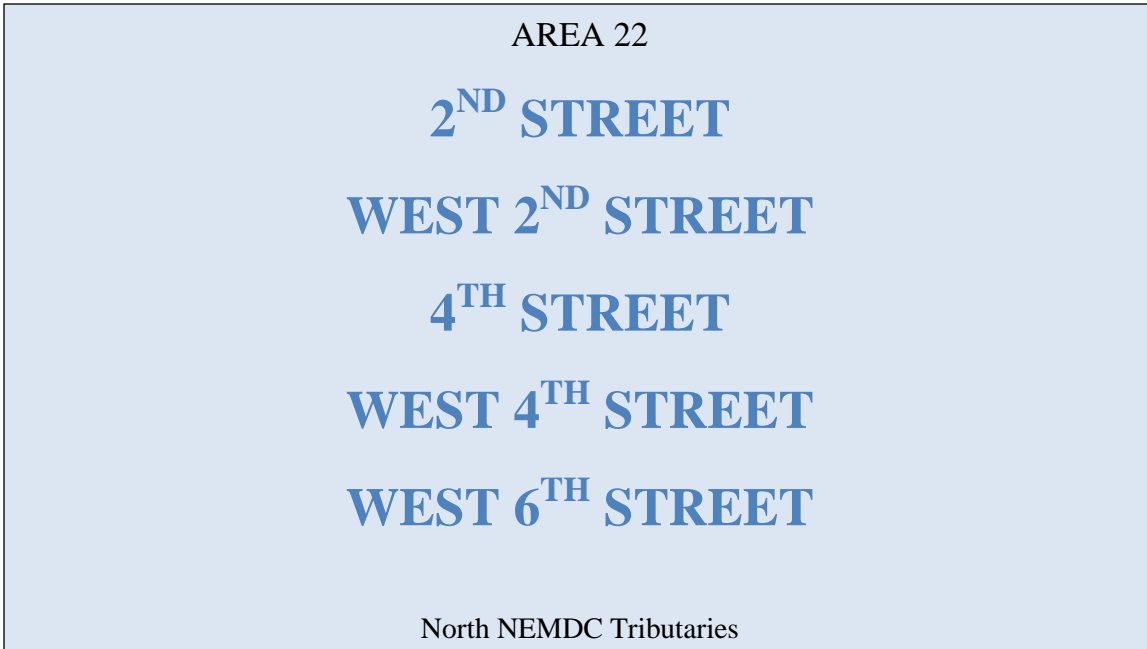 AREA 22
2ND STREET
WEST 2ND STREET
4TH STREET
WEST 4TH STREET
WEST 6TH STREET
North NEMDC Tributaries